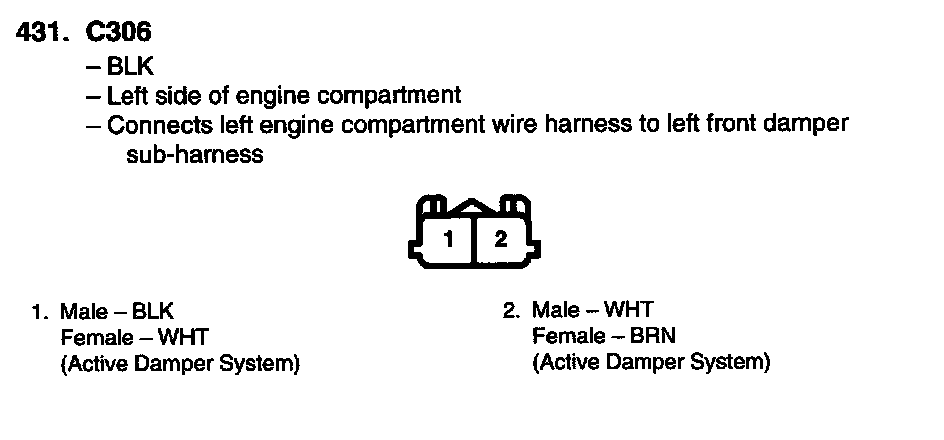 431. C306
– BLK
– Left side of engine compartment
– Connects left engine compartment wire harness to left front damper
sub-harness
1 2
1. Male – BLK
Female – WHT
(Active Damper System)
2. Male – WHT
Female – BRN
(Active Damper System)